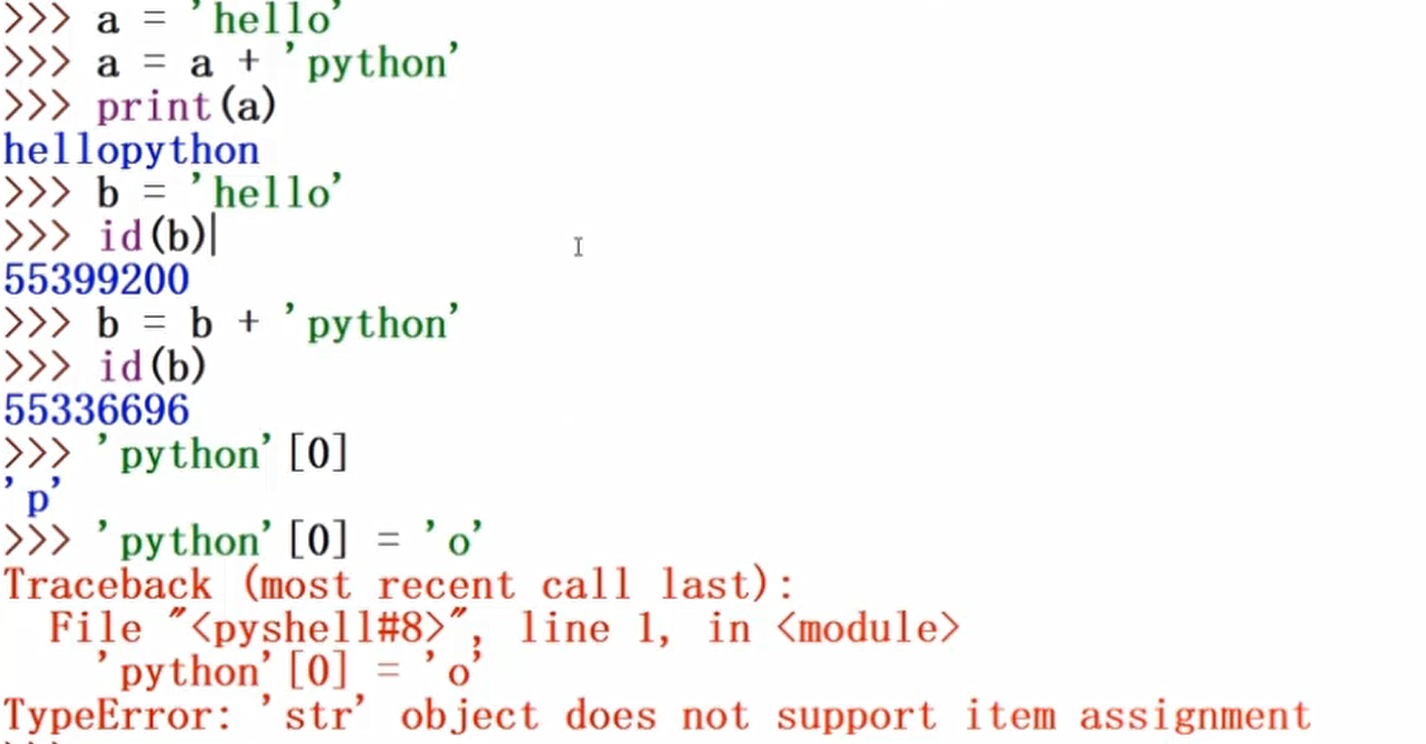 >>> a = 'hello'
>>> a = a + 'python'
>>> print(a)
hellopython
>>> b = 'hello'
>>> id(b)
55399200
>>> b = b + 'python'
>>> id(b)
55336696
>>> 'python'[0]
'p'
>>> 'python'[0] = 'o'
Traceback (most recent call last):
  File "<pyshell#8>", line 1, in <module>
    'python'[0] = 'o'
TypeError: 'str' object does not support item assignment